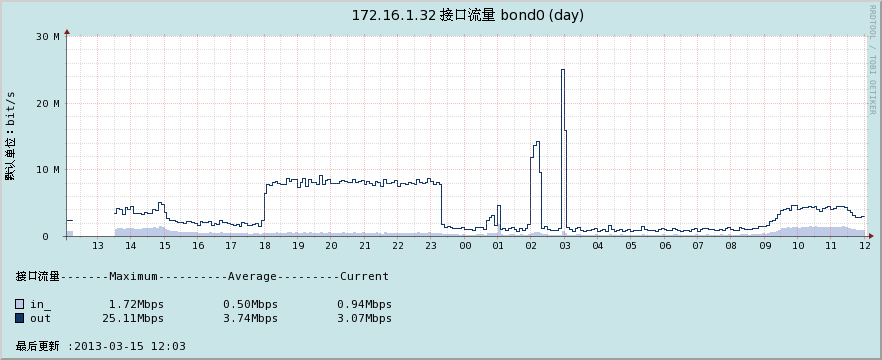 172.16.1.32 接口流量 bond0 (day)
RRDTOOL / TOBI OETIKER
默认单位：bit/s
30 M
20 M
10 M
0
13 14 15 16 17 18 19 20 21 22 23 00 01 02 03 04 05 06 07 08 09 10 11 12
接口流量-------Maximum----------Average---------Current
in_ 1.72Mbps 0.50Mbps 0.94Mbps
out 25.11Mbps 3.74Mbps 3.07Mbps
最后更新 :2013-03-15 12:03